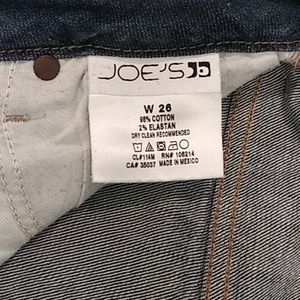 JOE'S
W 26
98% COTTON
2% ELASTAN
DRY CLEAN RECOMMENDED
CL#114M RN# 108214
CA# 35037 MADE IN MEXICO